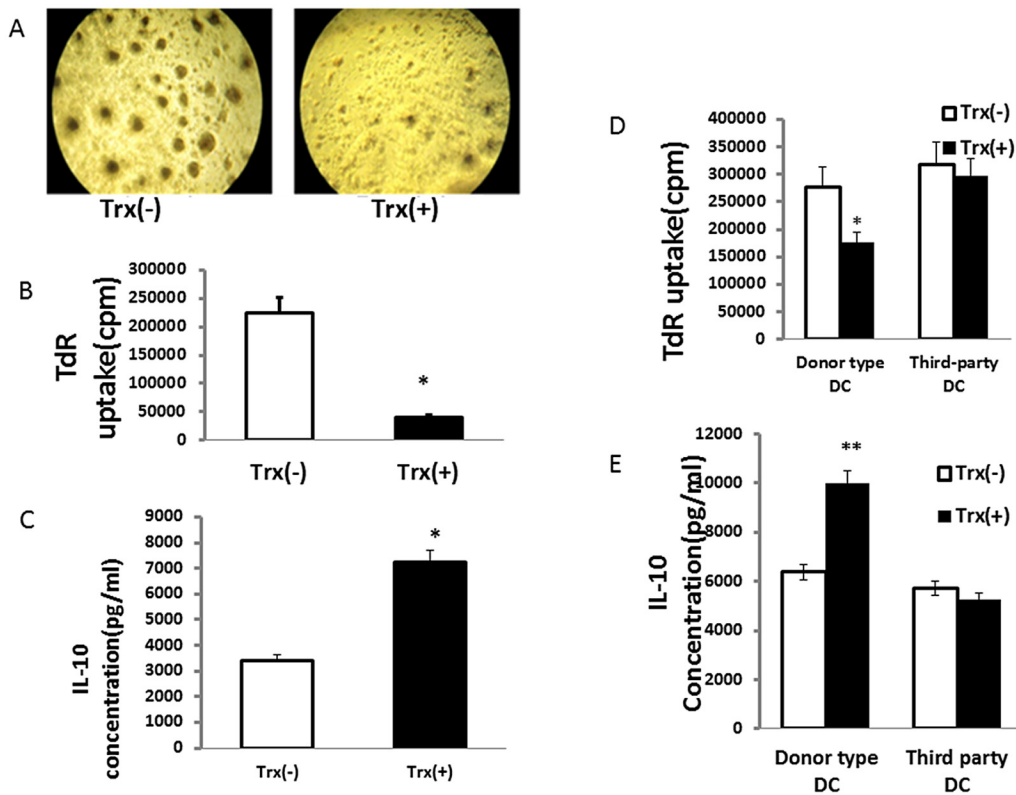 A
Trx(-)
Trx(+)
B
TdR
uptake(cpm)
300000
250000
200000
150000
100000
50000
0
*
Trx(-)
Trx(+)
C
IL-10
concentration(pg/ml)
9000
8000
7000
6000
5000
4000
3000
2000
1000
0
*
Trx(-)
Trx(+)
D
TdR uptake(cpm)
400000
350000
300000
250000
200000
150000
100000
50000
0
Trx(-)
Trx(+)
*
Donor type
DC
Third-party
DC
E
IL-10
Concentration(pg/ml)
12000
10000
8000
6000
4000
2000
0
**
Trx(-)
Trx(+)
Donor type
DC
Third party
DC